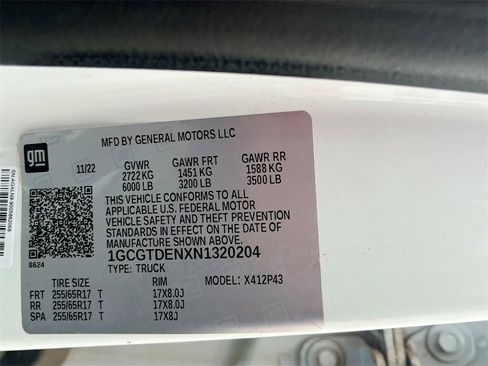 MFD BY GENERAL MOTORS LLC
gm
11/22 GVWR GAWR FRT GAWR RR
2722 KG 1451 KG 1588 KG
6000 LB 3200 LB 3500 LB
THIS VEHICLE CONFORMS TO ALL
APPLICABLE U.S. FEDERAL MOTOR
VEHICLE SAFETY AND THEFT PREVENTION
STANDARDS IN EFFECT ON THE DATE OF
MANUFACTURE SHOWN ABOVE.
8624
1GCGTDENXN1320204
TYPE: TRUCK MODEL: X412P43
TIRE SIZE RIM
FRT 255/65R17 T 17X8.0J
RR 255/65R17 T 17X8.0J
SPA 255/65R17 T 17X8J